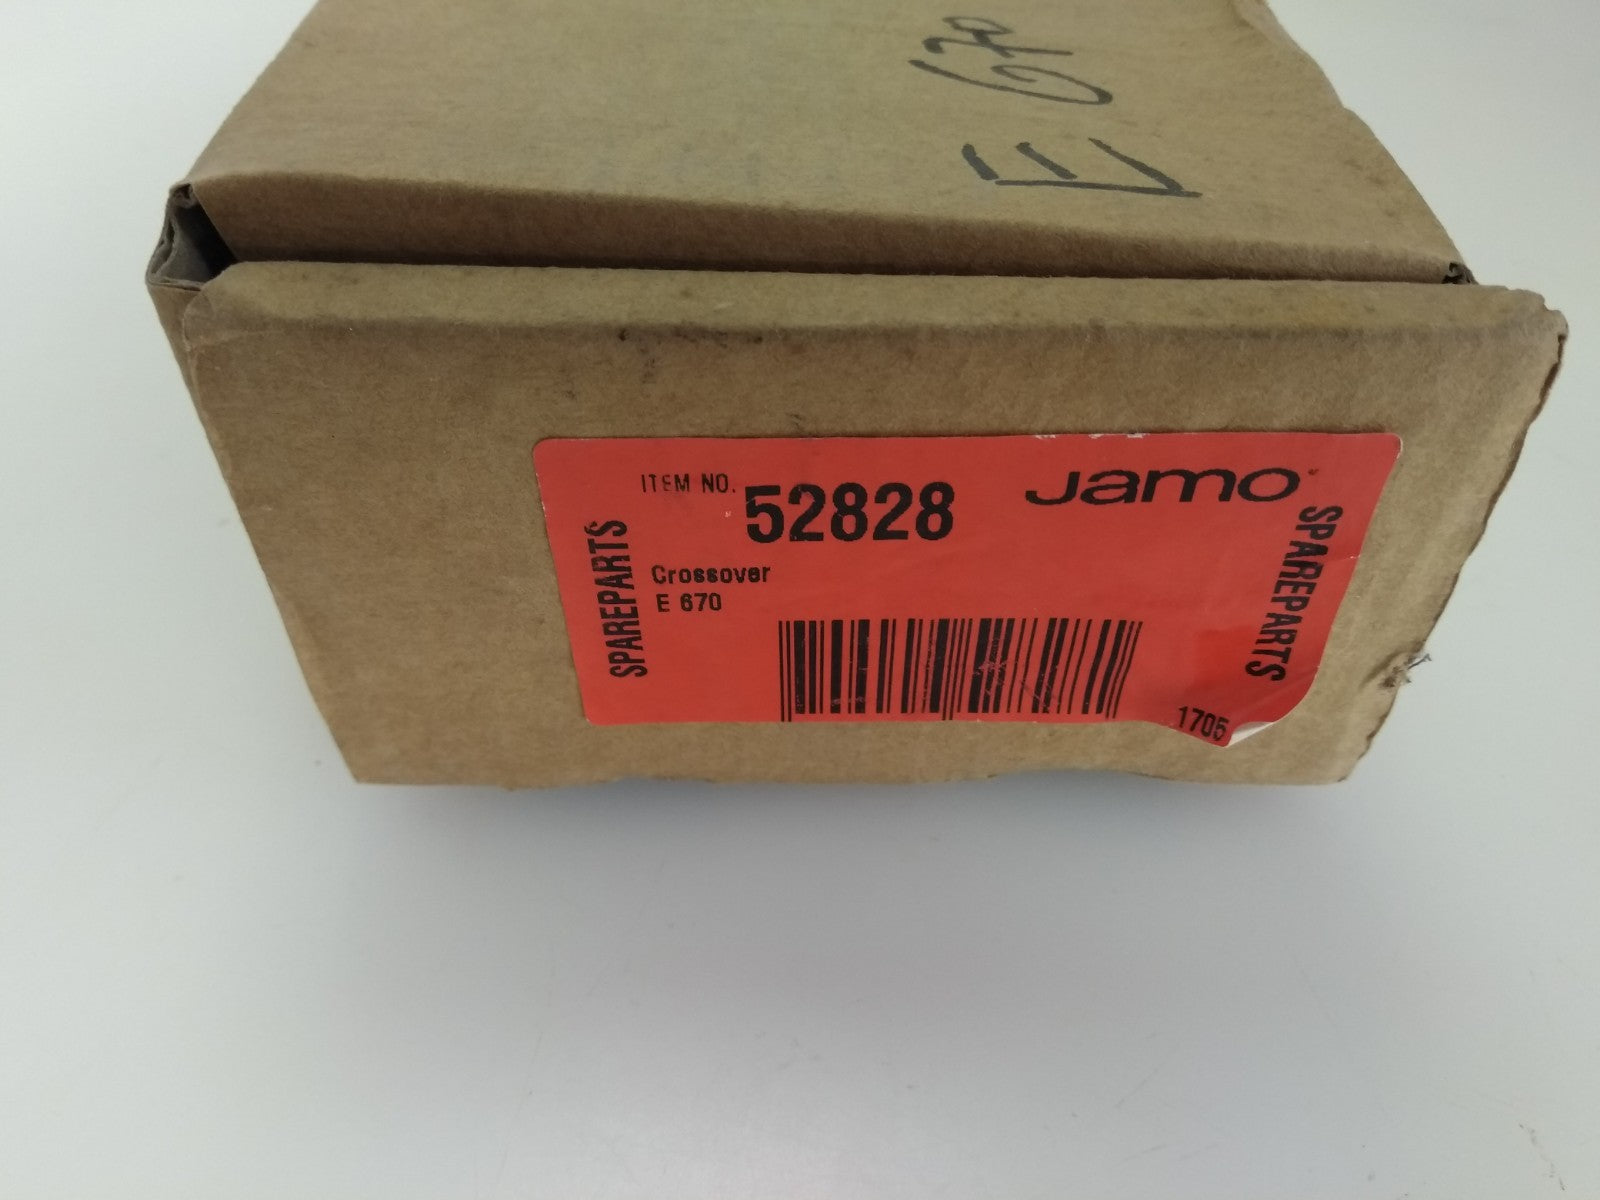 E 670
ITEM NO. 52828 Jamo
SPAREPARTS
Crossover
E 670
SPAREPARTS
1705